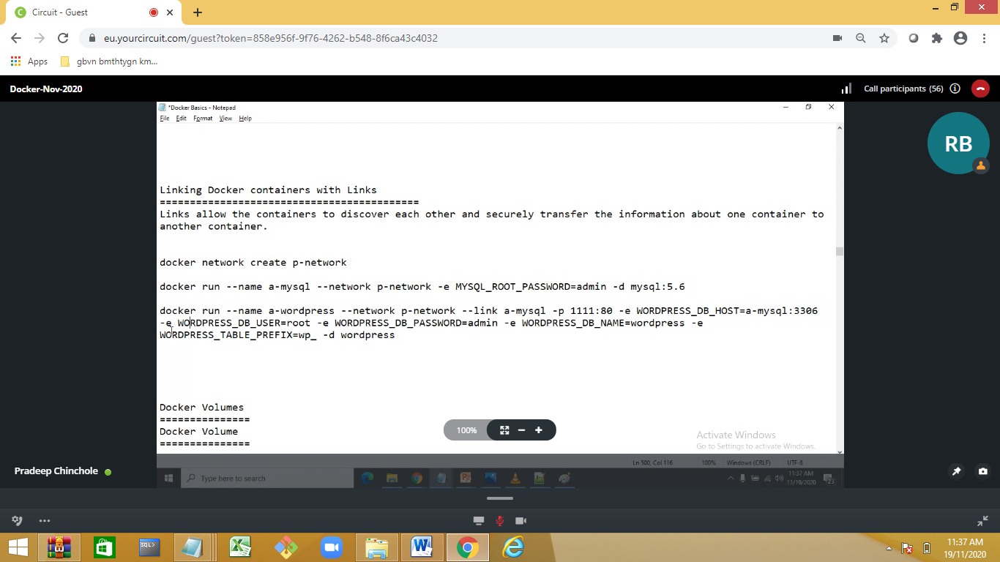 Circuit - Guest
eu.yourcircuit.com/guest?token=858e956f-9f76-4262-b548-8f6ca43c4032
Apps
gbvn bmthtygn km...
Docker-Nov-2020
Call participants (56)
*Docker Basics - Notepad
File Edit Format View Help
RB
Linking Docker containers with Links
===========================================
Links allow the containers to discover each other and securely transfer the information about one container to
another container.
docker network create p-network
docker run --name a-mysql --network p-network -e MYSQL_ROOT_PASSWORD=admin -d mysql:5.6
docker run --name a-wordpress --network p-network --link a-mysql -p 1111:80 -e WORDPRESS_DB_HOST=a-mysql:3306
-e WORDPRESS_DB_USER=root -e WORDPRESS_DB_PASSWORD=admin -e WORDPRESS_DB_NAME=wordpress -e
WORDPRESS_TABLE_PREFIX=wp_ -d wordpress
Docker Volumes
===============
Docker Volume
===============
100%
Activate Windows
Go to Settings to activate Windows.
Ln 500, Col 116 100% Windows (CRLF) UTF-8
Pradeep Chinchole
Type here to search
11:37 AM
11/19/2020
23
SQL>
11:37 AM
19/11/2020